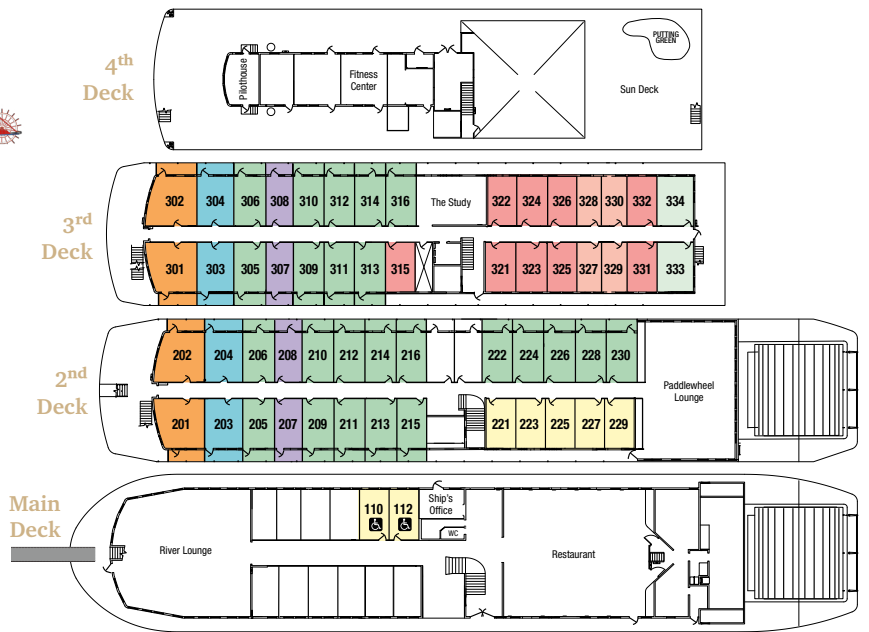 4th
Deck
Pilothouse
Fitness
Center
Sun Deck
PUTTING
GREEN
3rd
Deck
302 304 306 308 310 312 314 316 The Study 322 324 326 328 330 332 334
301 303 305 307 309 311 313 315 321 323 325 327 329 331 333
2nd
Deck
202 204 206 208 210 212 214 216 222 224 226 228 230
Paddlewheel
Lounge
201 203 205 207 209 211 213 215 221 223 225 227 229
Main
Deck
River Lounge
110 112
Ship's
Office
WC
Restaurant